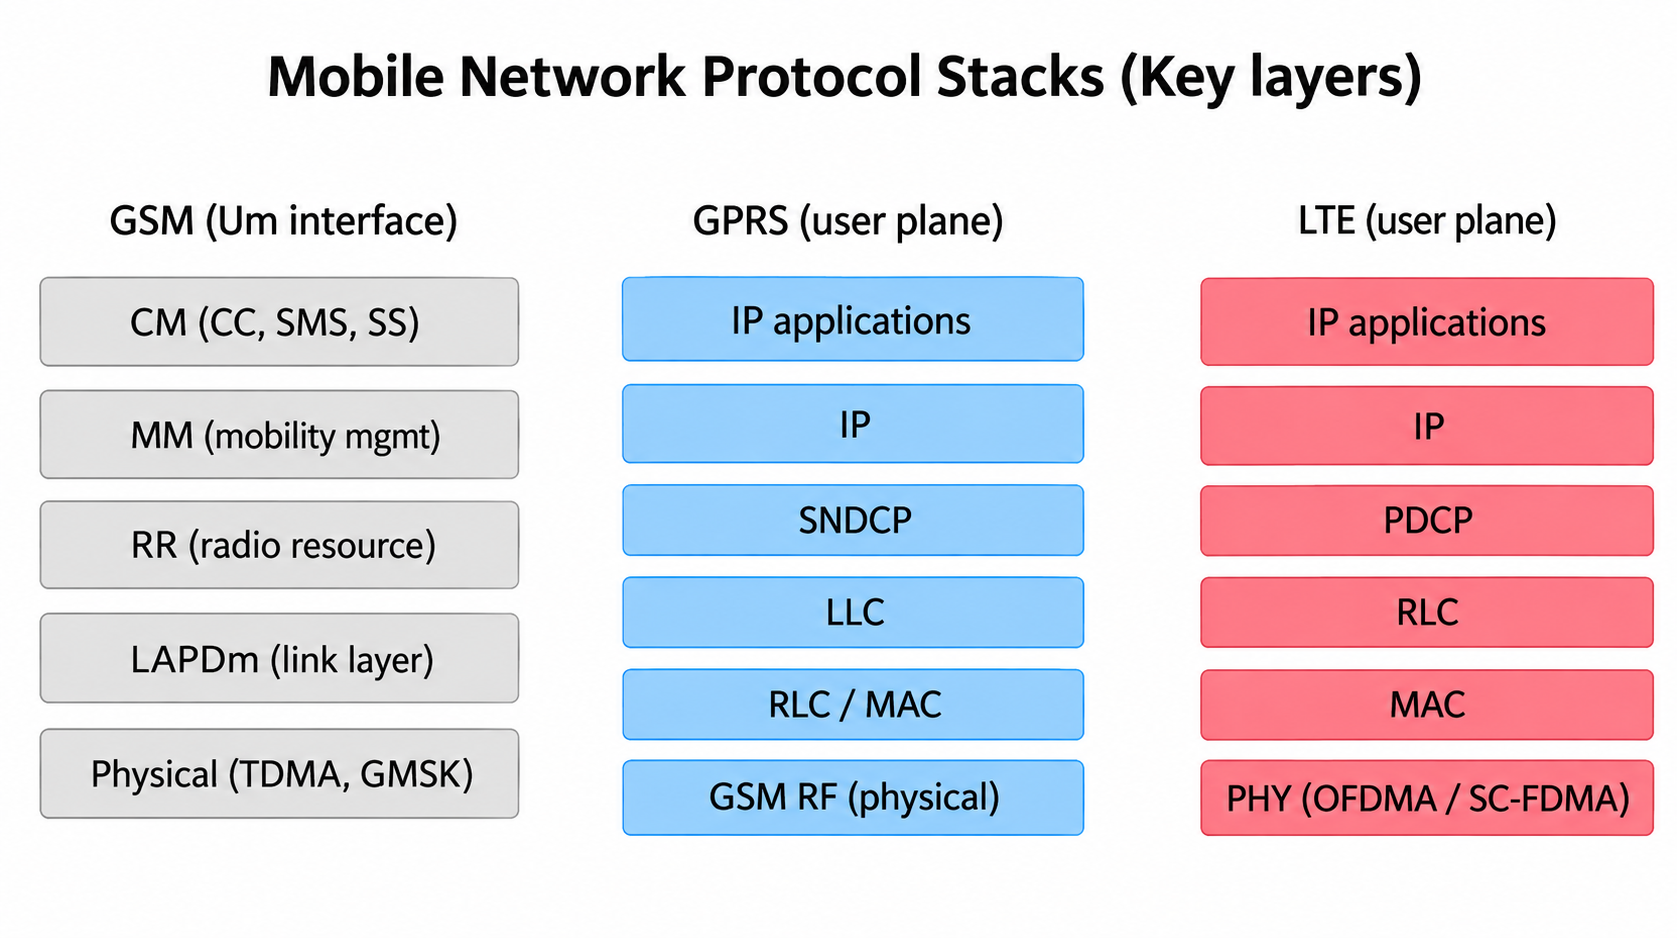 Mobile Network Protocol Stacks (Key layers)
GSM (Um interface)
CM (CC, SMS, SS)
MM (mobility mgmt)
RR (radio resource)
LAPDm (link layer)
Physical (TDMA, GMSK)
GPRS (user plane)
IP applications
IP
SNDCP
LLC
RLC / MAC
GSM RF (physical)
LTE (user plane)
IP applications
IP
PDCP
RLC
MAC
PHY (OFDMA / SC-FDMA)